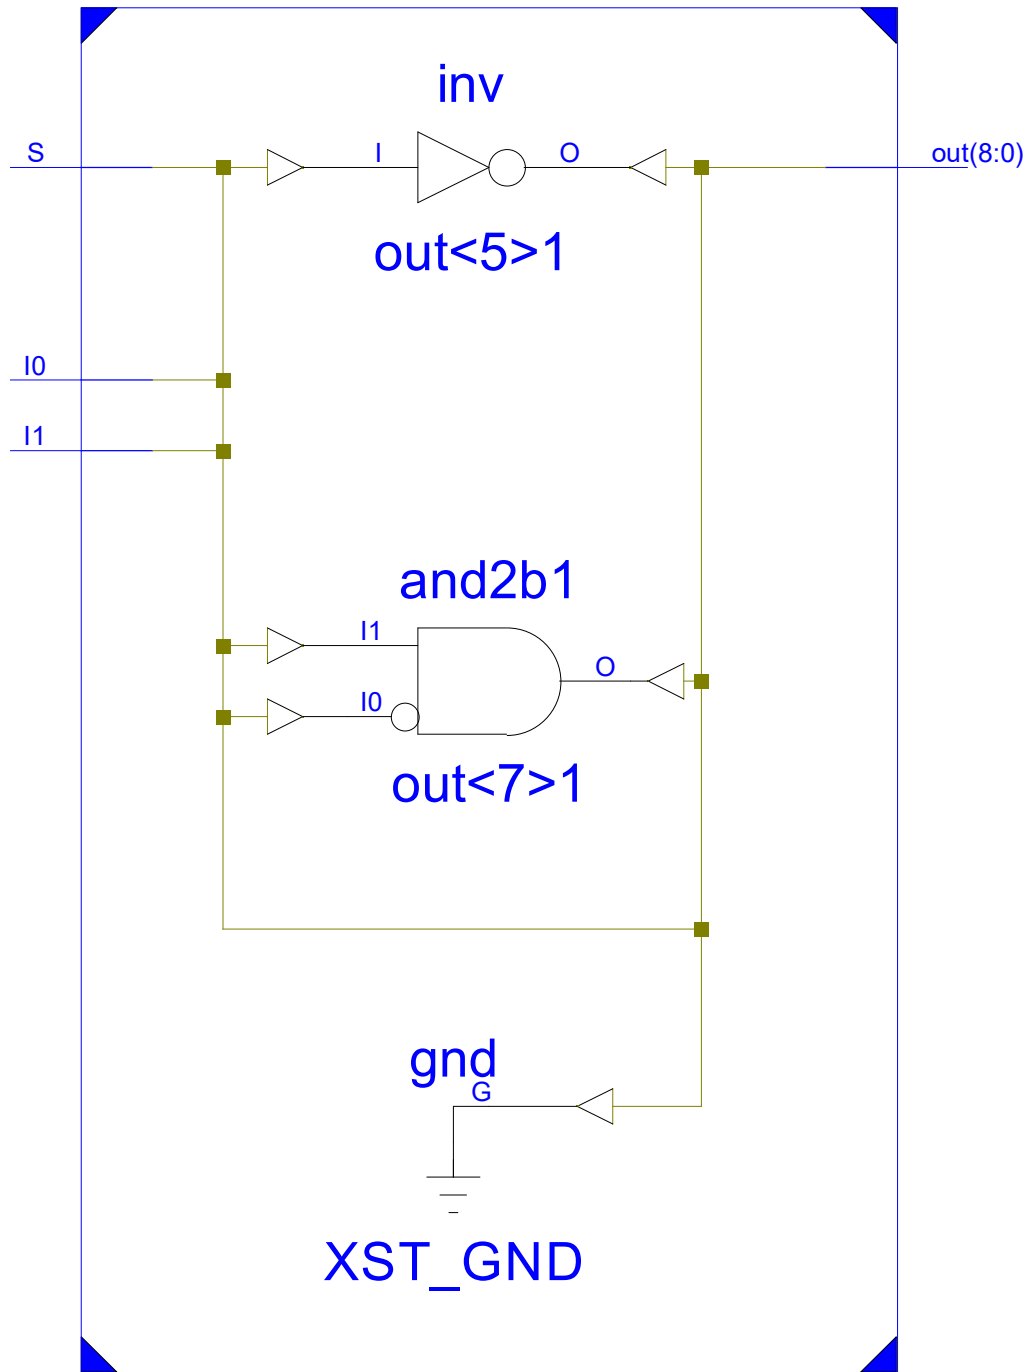 inv
S
I
O
out(8:0)
out<5>1
I0
I1
and2b1
I1
O
I0
out<7>1
gnd
G
XST_GND